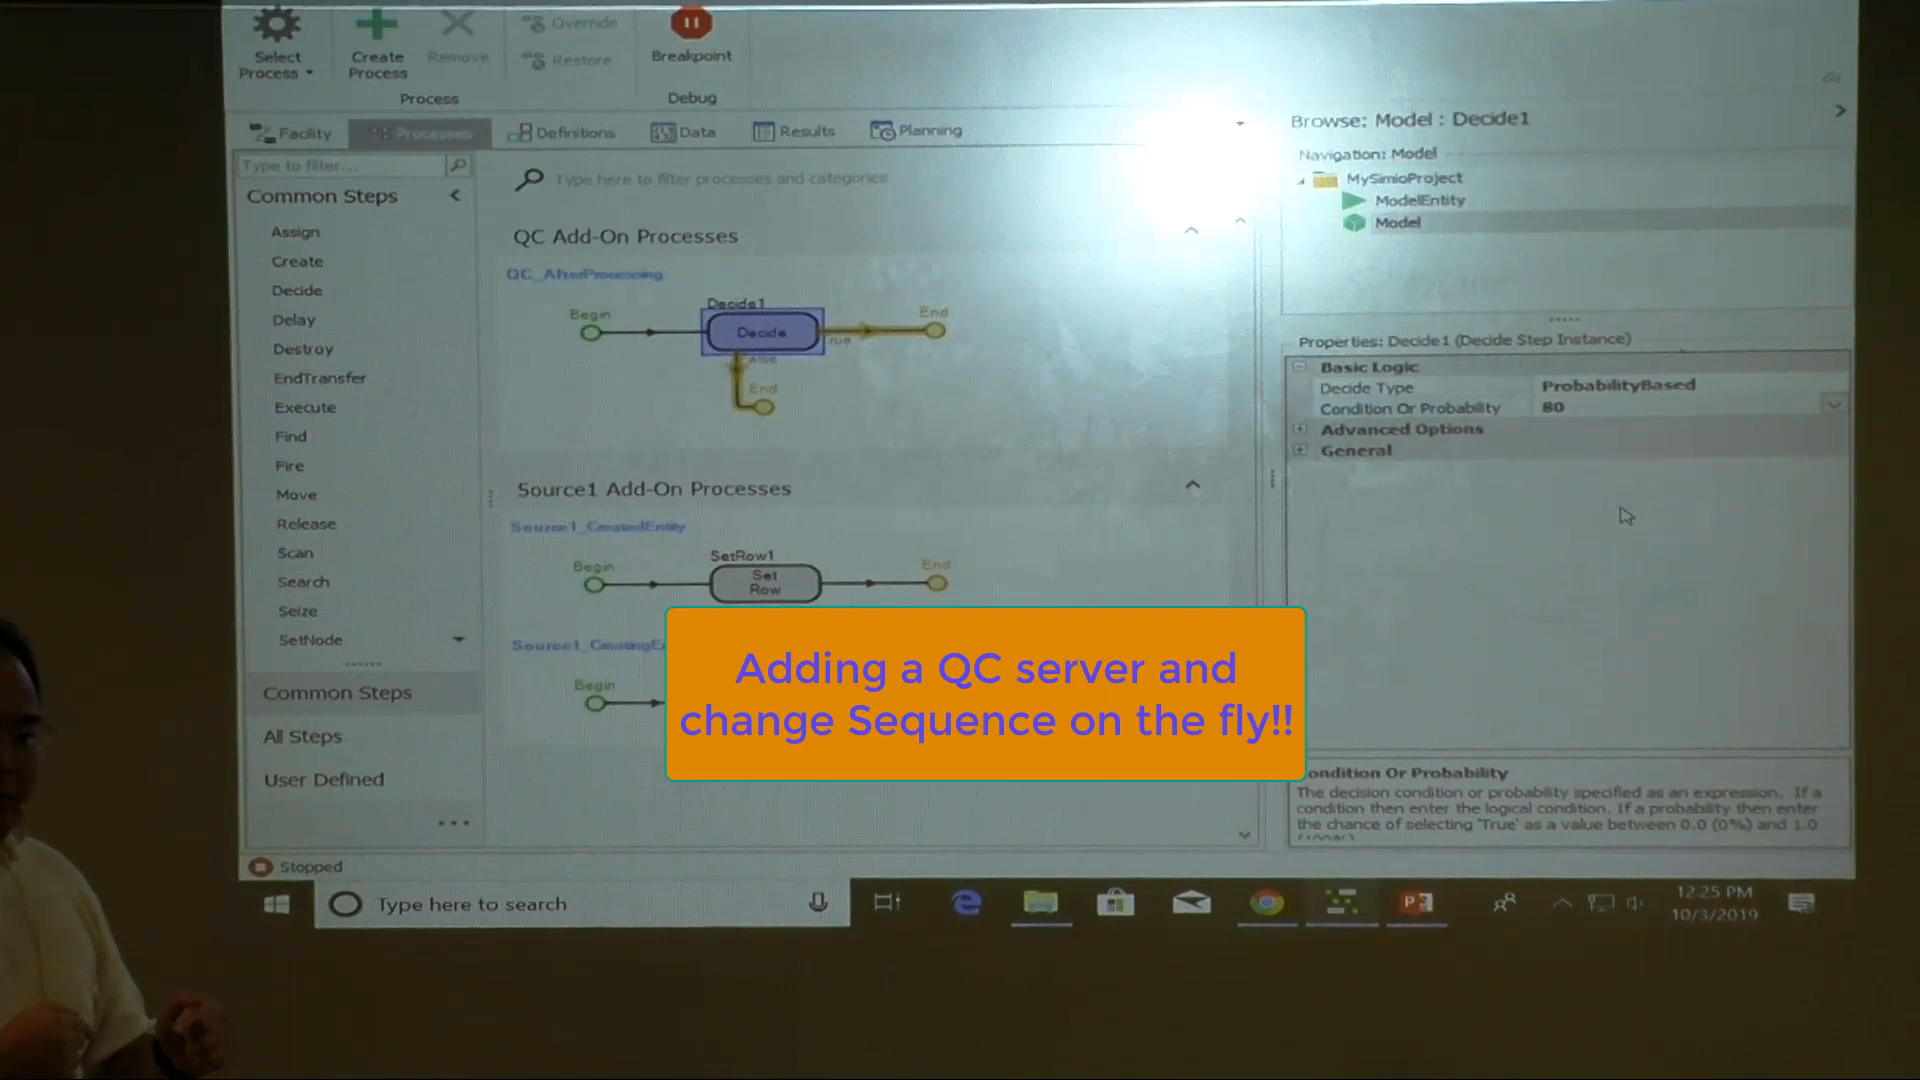 Select
Process
Create
Process
Remove
Override
Restore
Breakpoint
Process
Debug
Facility
Processes
Definitions
Data
Results
Planning
Type to filter...
Common Steps
Assign
Create
Decide
Delay
Destroy
EndTransfer
Execute
Find
Fire
Move
Release
Scan
Search
Seize
SetNode
Common Steps
All Steps
User Defined
Stopped
Type here to filter processes and categories
QC Add-On Processes
QC_AfterProcessing
Begin
Decide1
Decide
End
End
Source1 Add-On Processes
Source1_CreatedEntity
Begin
SetRow1
Set
Row
End
Begin
Adding a QC server and
change Sequence on the fly!!
Browse: Model : Decide1
Navigation: Model
MySimioProject
ModelEntity
Model
Properties: Decide1 (Decide Step Instance)
Basic Logic
Decide Type ProbabilityBased
Condition Or Probability 80
Advanced Options
General
ondition Or Probability
The decision condition or probability specified as an expression. If a
condition then enter the logical condition. If a probability then enter
the chance of selecting 'True' as a value between 0.0 (0%) and 1.0
Type here to search
12:25 PM
10/3/2019